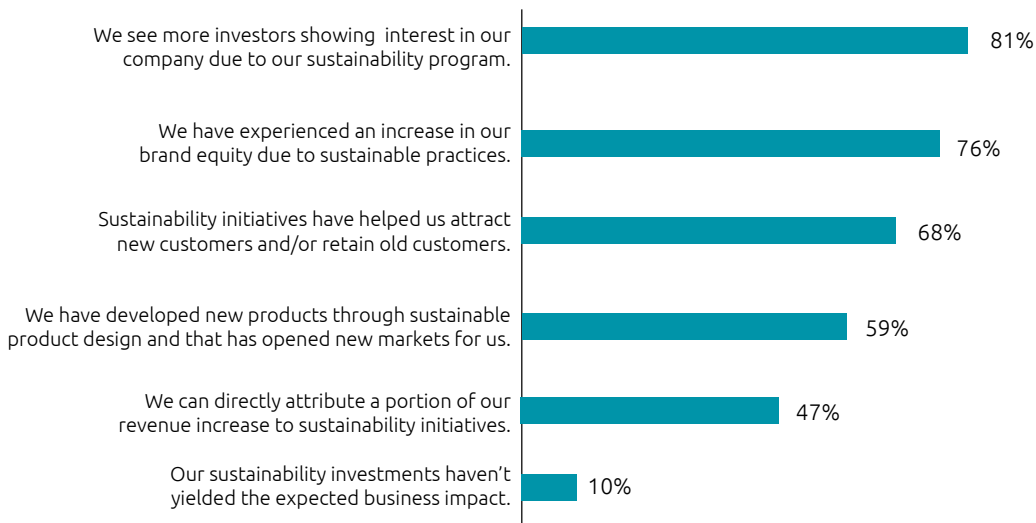 We see more investors showing interest in our
company due to our sustainability program.
81%
We have experienced an increase in our
brand equity due to sustainable practices.
76%
Sustainability initiatives have helped us attract
new customers and/or retain old customers.
68%
We have developed new products through sustainable
product design and that has opened new markets for us.
59%
We can directly attribute a portion of our
revenue increase to sustainability initiatives.
47%
Our sustainability investments haven’t
yielded the expected business impact.
10%